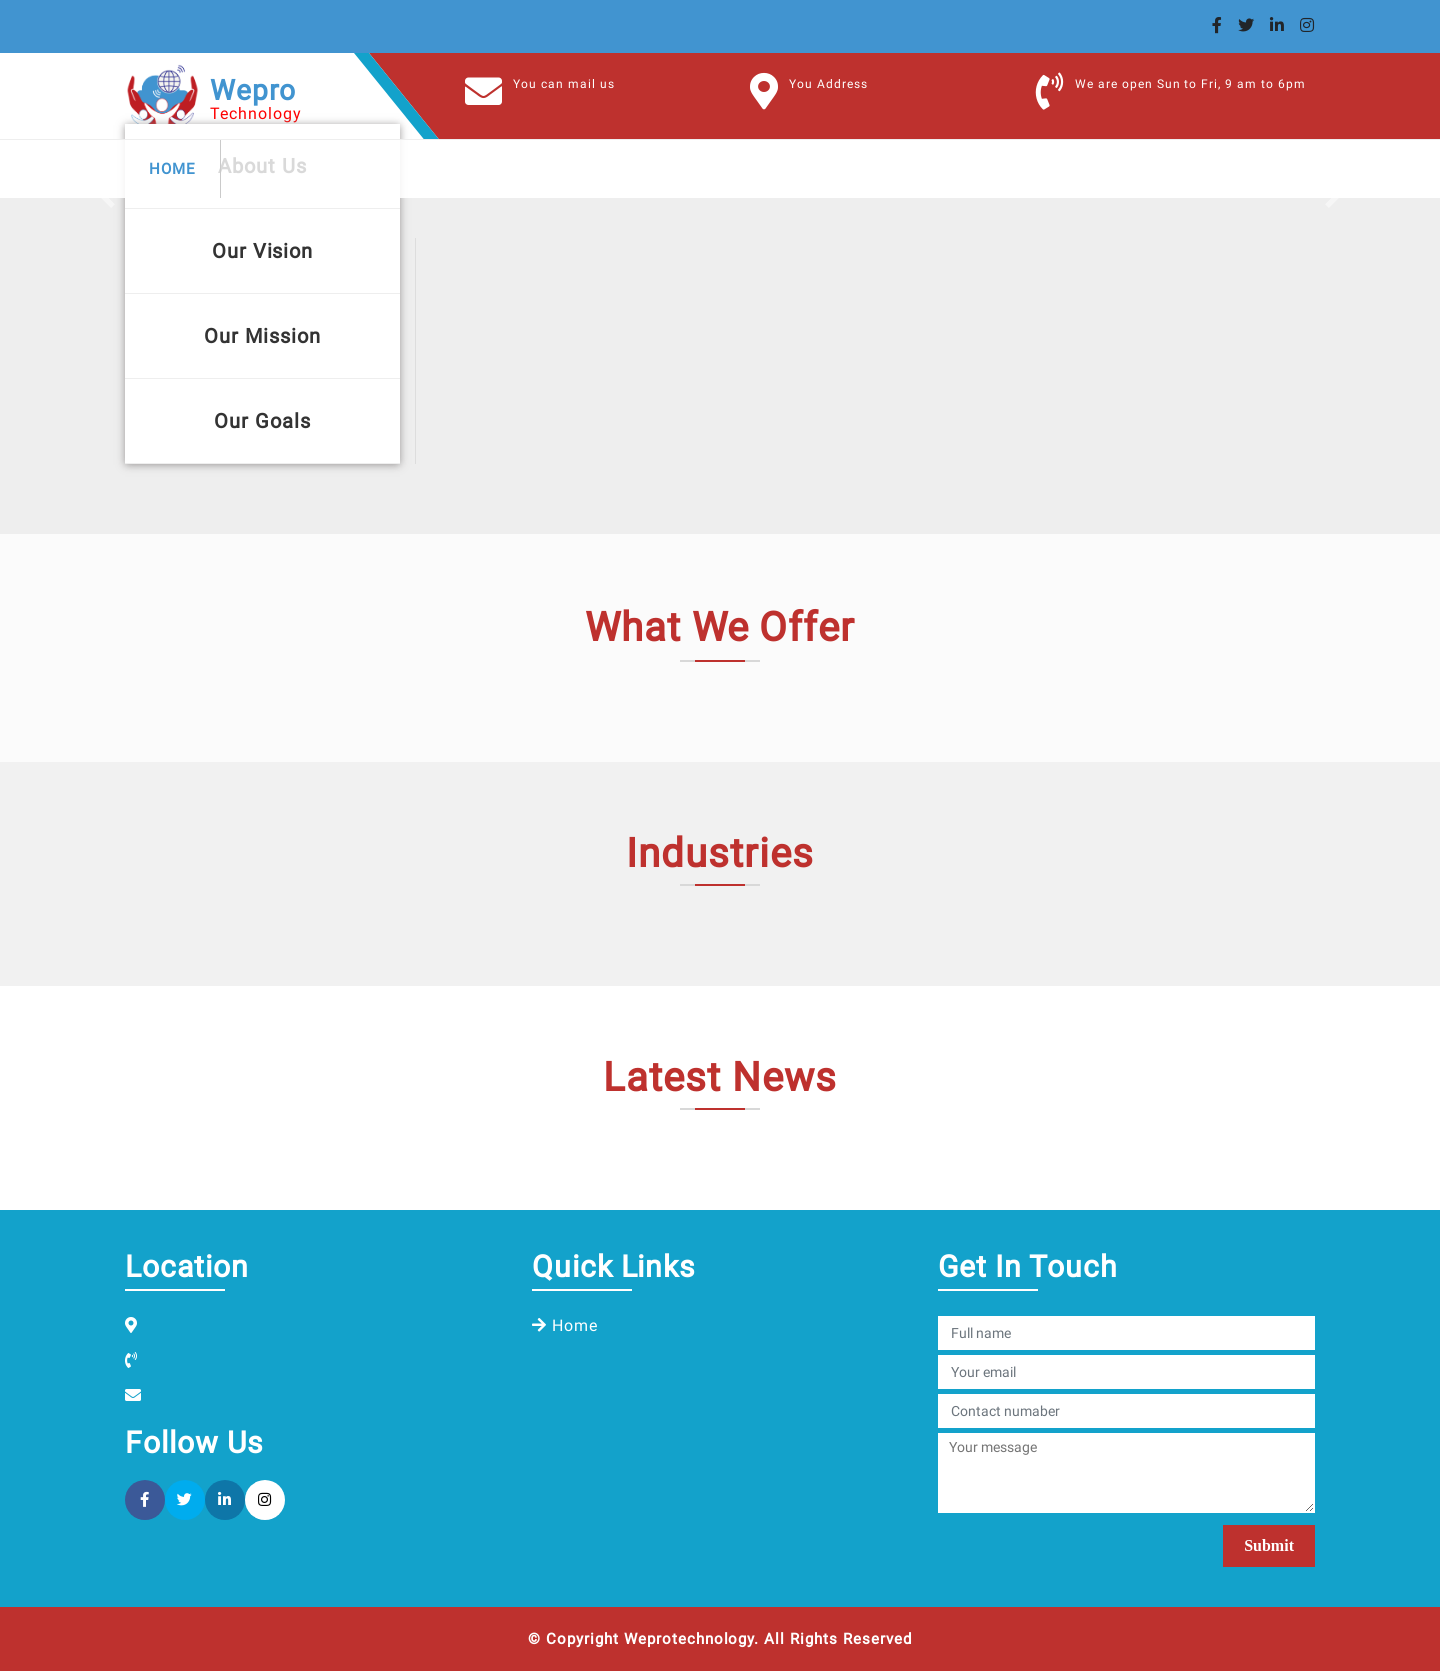 Wepro
Technology
You can mail us
You Address
We are open Sun to Fri, 9 am to 6pm
HOME
About Us
Our Vision
Our Mission
Our Goals
What We Offer
Industries
Latest News
Location
Follow Us
Quick Links
Home
Get In Touch
Full name
Your email
Contact numaber
Your message
Submit
© Copyright Weprotechnology. All Rights Reserved